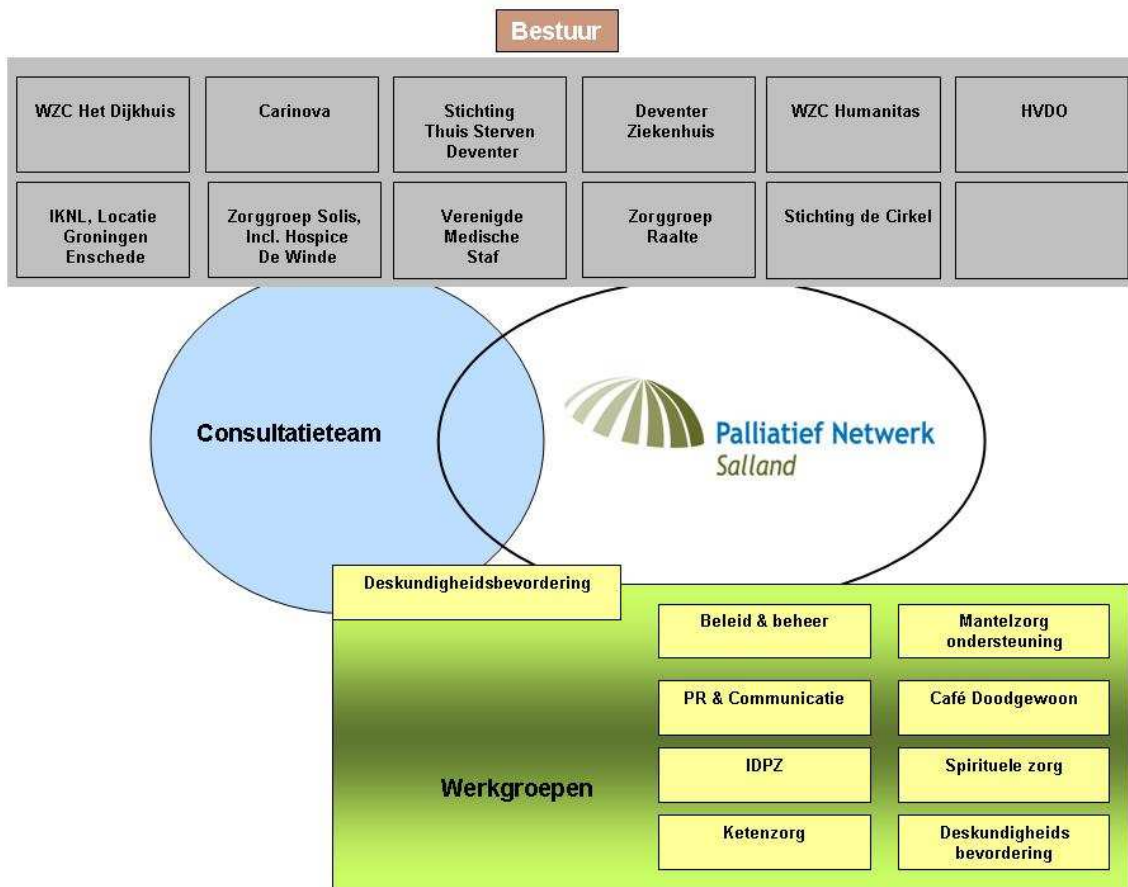 Bestuur
WZC Het Dijkhuis
Carinova
Stichting
Thuis Sterven
Deventer
Deventer
Ziekenhuis
WZC Humanitas
HVDO
IKNL, Locatie
Groningen
Enschede
Zorggroep Solis,
Incl. Hospice
De Winde
Verenigde
Medische
Staf
Zorggroep
Raalte
Stichting de Cirkel
Consultatieteam
Palliatief Netwerk
Salland
Deskundigheidsbevordering
Beleid & beheer
Mantelzorg
ondersteuning
PR & Communicatie
Café Doodgewoon
Werkgroepen
IDPZ
Spirituele zorg
Ketenzorg
Deskundigheids
bevordering